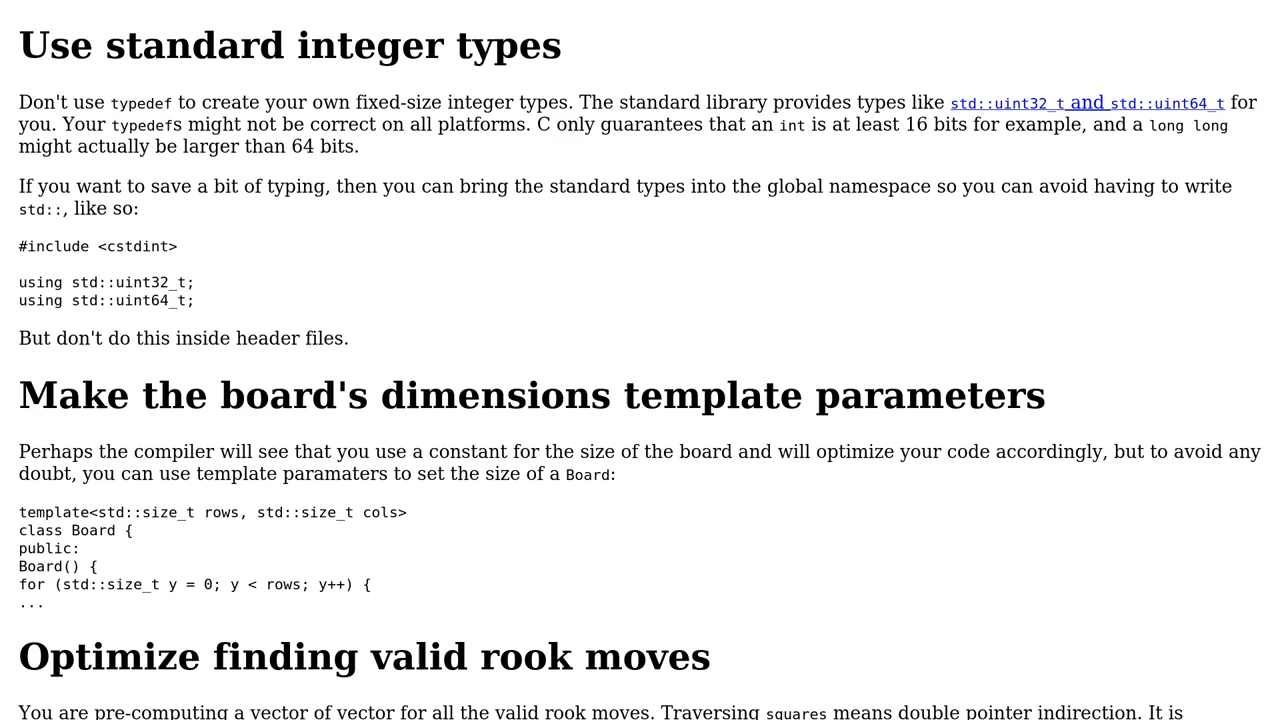 Use standard integer types
Don't use typedef to create your own fixed-size integer types. The standard library provides types like std::uint32_t and std::uint64_t for
you. Your typedefs might not be correct on all platforms. C only guarantees that an int is at least 16 bits for example, and a long long
might actually be larger than 64 bits.
If you want to save a bit of typing, then you can bring the standard types into the global namespace so you can avoid having to write
std::, like so:
#include <cstdint>
using std::uint32_t;
using std::uint64_t;
But don't do this inside header files.
Make the board's dimensions template parameters
Perhaps the compiler will see that you use a constant for the size of the board and will optimize your code accordingly, but to avoid any
doubt, you can use template paramaters to set the size of a Board:
template<std::size_t rows, std::size_t cols>
class Board {
public:
Board() {
for (std::size_t y = 0; y < rows; y++) {
...
Optimize finding valid rook moves
You are pre-computing a vector of vector for all the valid rook moves. Traversing squares means double pointer indirection. It is